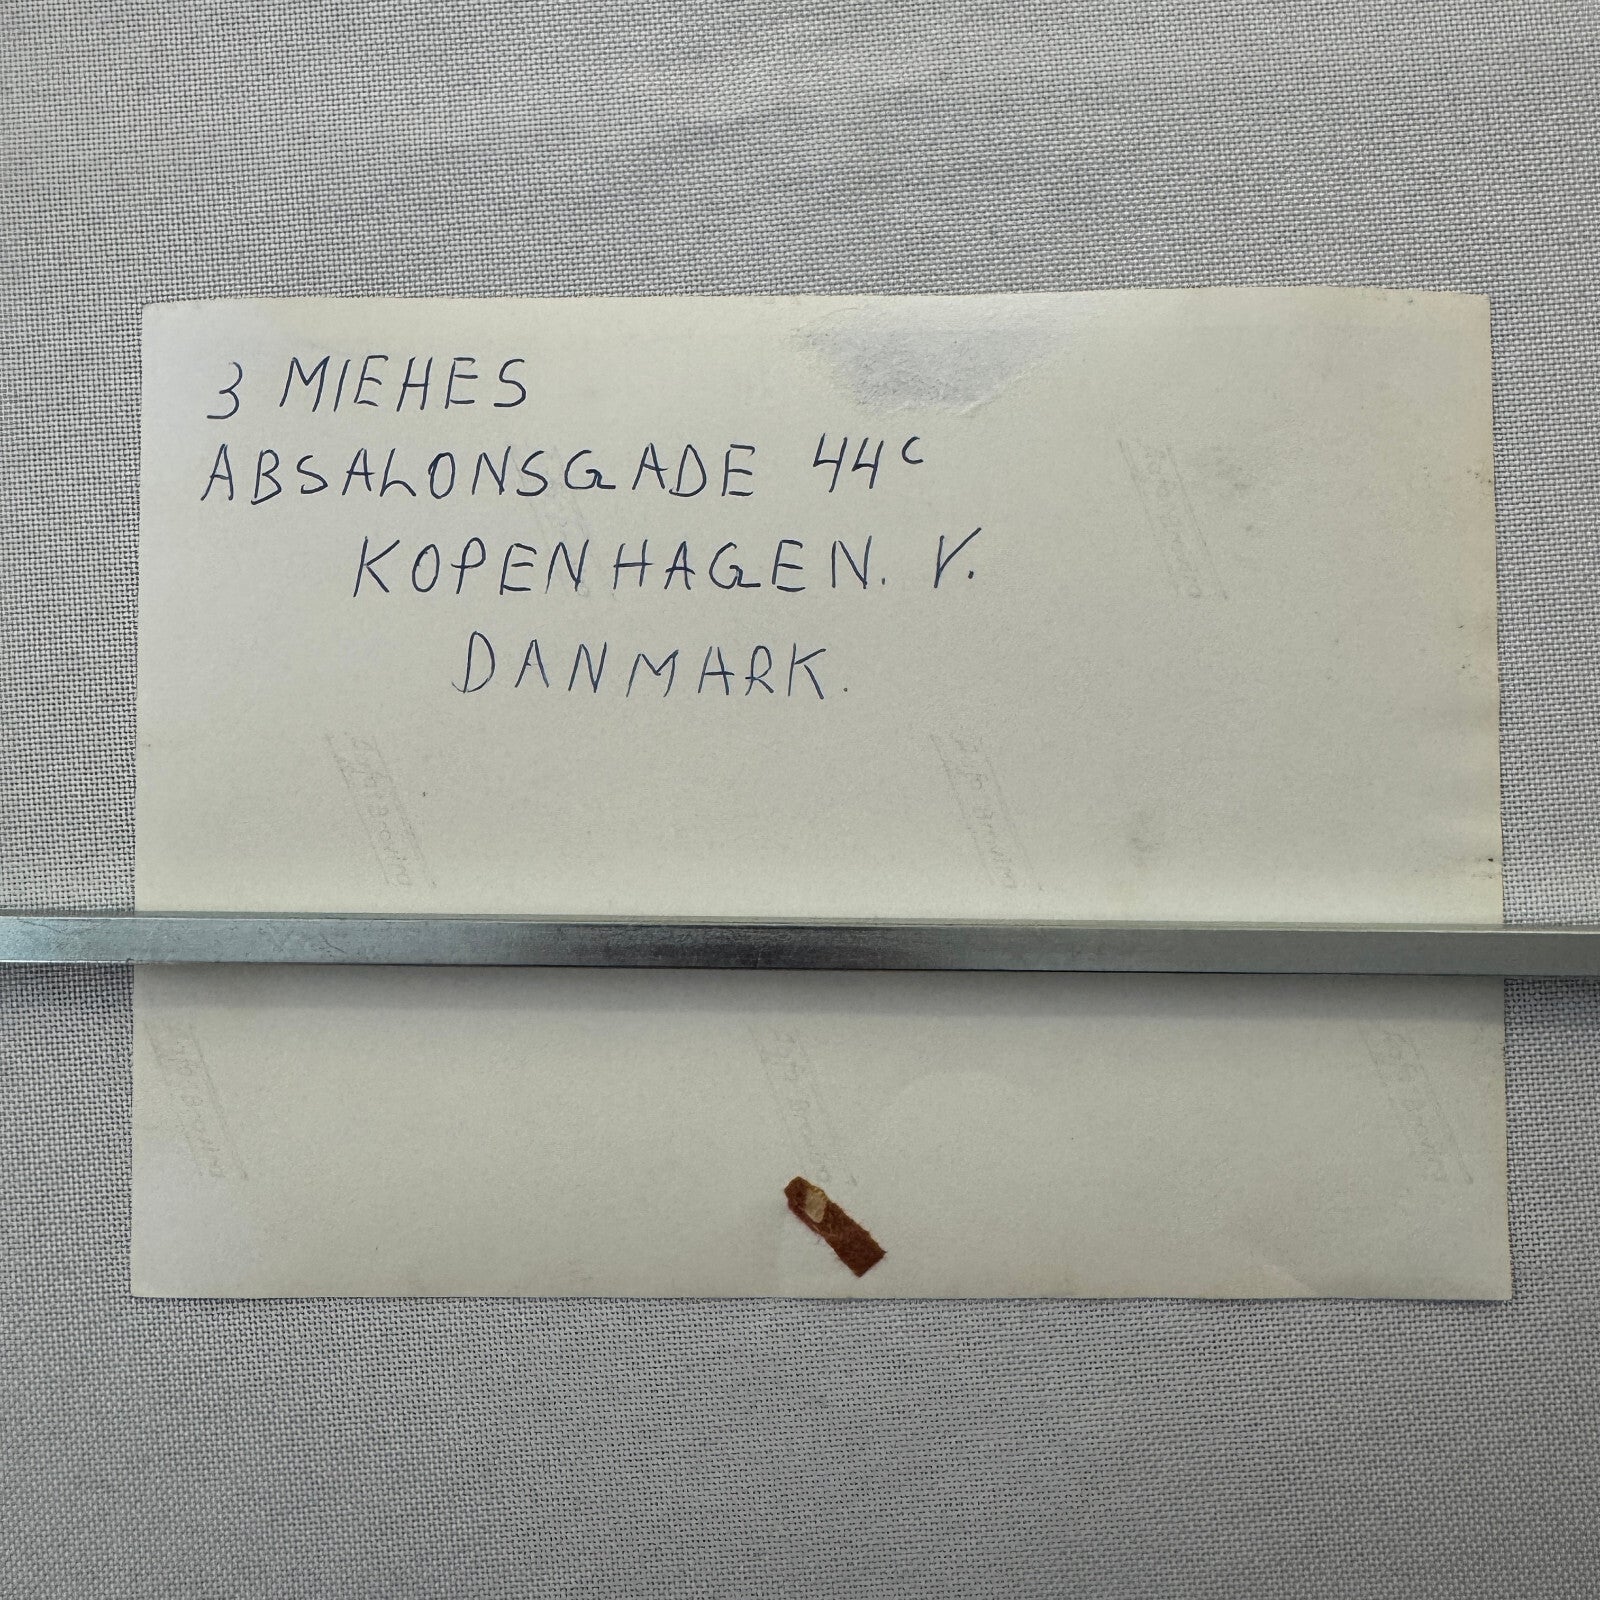 3 MIEHES
ABSALONSGADE 44C
KOPENHAGEN. V.
DANMARK.